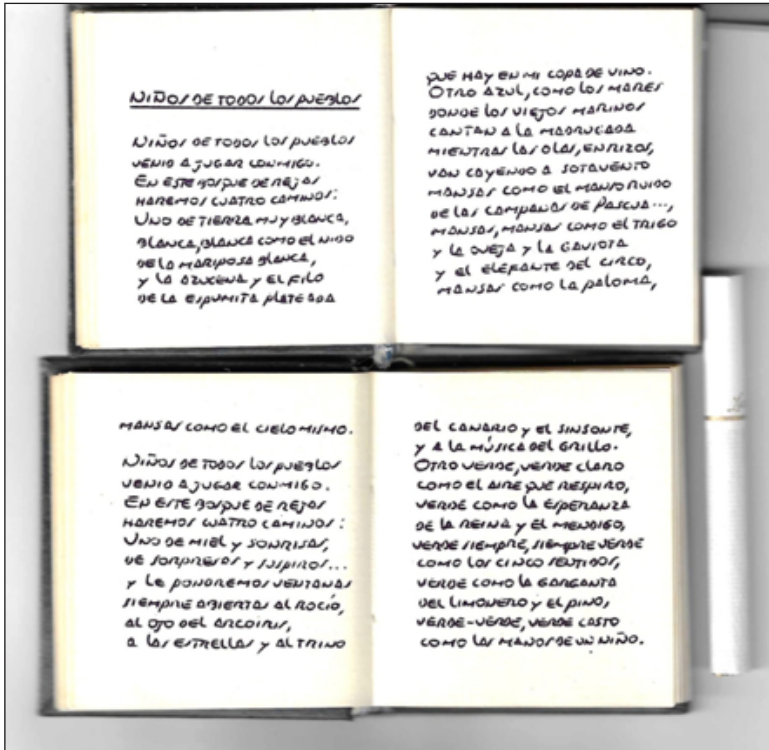 NIÑOS DE TODOS LOS PUEBLOS
NIÑOS DE TODOS LOS PUEBLOS
VENID A JUGAR CONMIGO.
EN ESTE BOSQUE DE REJAS
HAREMOS CUATRO CAMINOS:
UNO DE TIERRA MUY BLANCA,
BLANCA, BLANCA COMO EL NIDO
DE LA MARIPOSA BLANCA,
Y LA AZUCENA Y EL FILO
DE LA ESPUMITA PLATEADA
QUE HAY EN MI COPA DE VINO.
OTRO AZUL, COMO LOS MARES
DONDE LOS VIEJOS MARINOS
CANTAN A LA MADRUGADA
MIENTRAS LAS OLAS, EN RIZOS,
VAN CAYENDO A SOTAVENTO
MANSAS COMO EL MANSO RUIDO
DE LAS CAMPANAS DE PASCUA...,
MANSAS, MANSAS COMO EL TRIGO
Y LA OVEJA Y LA GAVIOTA
Y EL ELEFANTE DEL CIRCO,
MANSAS COMO LA PALOMA,
MANSAS COMO EL CIELO MISMO.
NIÑOS DE TODOS LOS PUEBLOS
VENID A JUGAR CONMIGO.
EN ESTE BOSQUE DE REJAS
HAREMOS CUATRO CAMINOS:
UNO DE MIEL Y SONRISAS,
DE SORPRESAS Y SUSPIROS...
Y LE PONDREMOS VENTANAS
SIEMPRE ABIERTAS AL ROCÍO,
AL OJO DEL ARCOIRIS,
A LAS ESTRELLAS Y AL TRINO
DEL CANARIO Y EL SINSONTE,
Y A LA MÚSICA DEL GRILLO.
OTRO VERDE, VERDE CLARO
COMO EL AIRE QUE RESPIRO,
VERDE COMO LA ESPERANZA
DE LA REINA Y EL MENDIGO,
VERDE SIEMPRE, SIEMPRE VERDE
COMO LOS CINCO SENTIDOS,
VERDE COMO LA GARGANTA
DEL LIMONERO Y EL PINO,
VERDE-VERDE, VERDE CASTO
COMO LAS MANOS DE UN NIÑO.